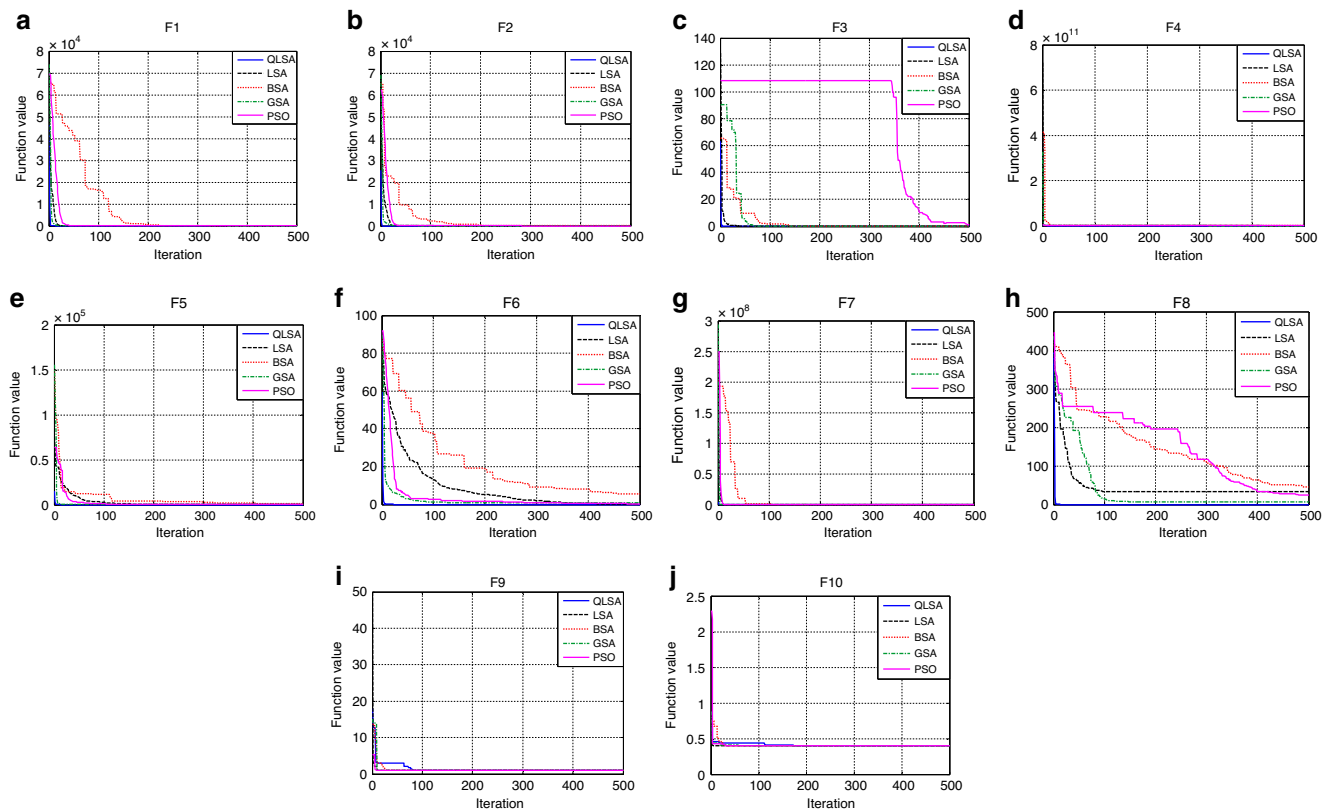 a
F1
× 10⁴
8
7
6
5
4
3
2
1
0
0 100 200 300 400 500
Function value
Iteration
QLSA
LSA
BSA
GSA
PSO
b
F2
× 10⁴
8
7
6
5
4
3
2
1
0
0 100 200 300 400 500
Function value
Iteration
QLSA
LSA
BSA
GSA
PSO
c
F3
140
120
100
80
60
40
20
0
0 100 200 300 400 500
Function value
Iteration
QLSA
LSA
BSA
GSA
PSO
d
F4
× 10¹¹
8
6
4
2
0
0 100 200 300 400 500
Function value
Iteration
QLSA
LSA
BSA
GSA
PSO
e
F5
× 10⁵
2
1.5
1
0.5
0
0 100 200 300 400 500
Function value
Iteration
QLSA
LSA
BSA
GSA
PSO
f
F6
100
80
60
40
20
0
0 100 200 300 400 500
Function value
Iteration
QLSA
LSA
BSA
GSA
PSO
g
F7
× 10⁸
3
2.5
2
1.5
1
0.5
0
0 100 200 300 400 500
Function value
Iteration
QLSA
LSA
BSA
GSA
PSO
h
F8
500
400
300
200
100
0
0 100 200 300 400 500
Function value
Iteration
QLSA
LSA
BSA
GSA
PSO
i
F9
50
40
30
20
10
0
0 100 200 300 400 500
Function value
Iteration
QLSA
LSA
BSA
GSA
PSO
j
F10
2.5
2
1.5
1
0.5
0
0 100 200 300 400 500
Function value
Iteration
QLSA
LSA
BSA
GSA
PSO